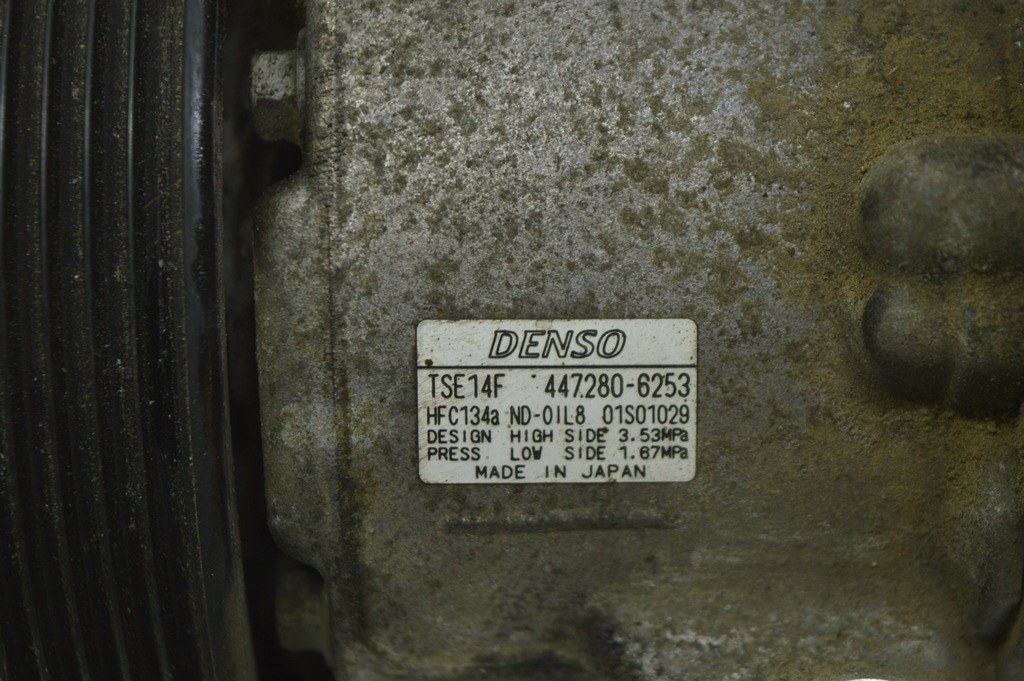 DENSO
TSE14F 447280-6253
HFC134a ND-OIL8 01S01029
DESIGN HIGH SIDE 3.53MPa
PRESS. LOW SIDE 1.67MPa
MADE IN JAPAN